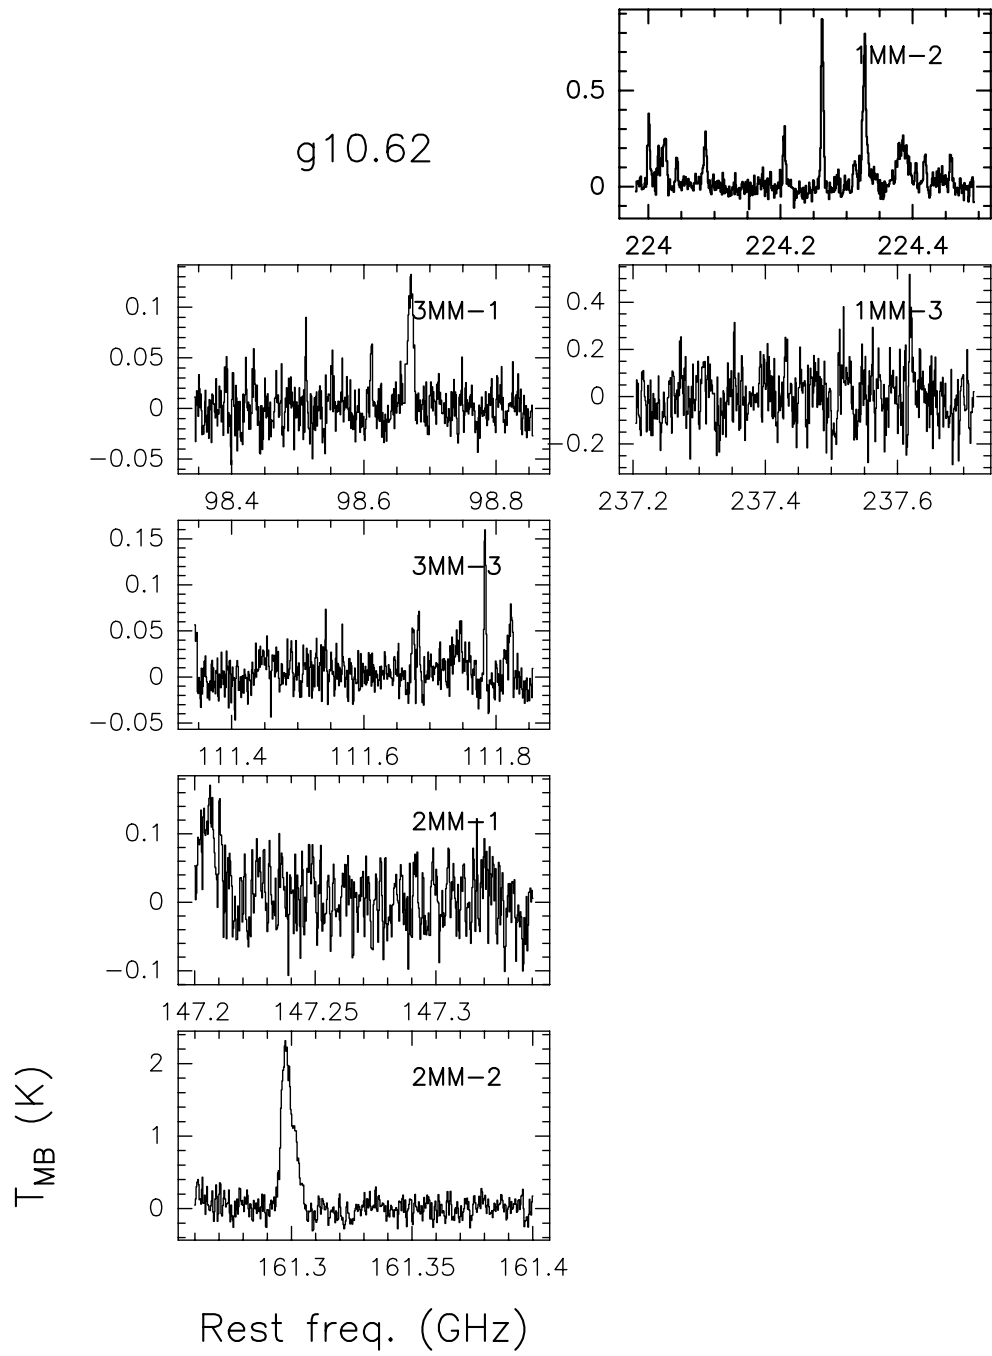 1MM-2
0.5
0
224 224.2 224.4
g10.62
3MM-1
0.1
0.05
0
-0.05
98.4 98.6 98.8
1MM-3
0.4
0.2
0
-0.2
237.2 237.4 237.6
3MM-3
0.15
0.1
0.05
0
-0.05
111.4 111.6 111.8
2MM-1
0.1
0
-0.1
147.2 147.25 147.3
2MM-2
2
1
0
161.3 161.35 161.4
T_MB (K)
Rest freq. (GHz)